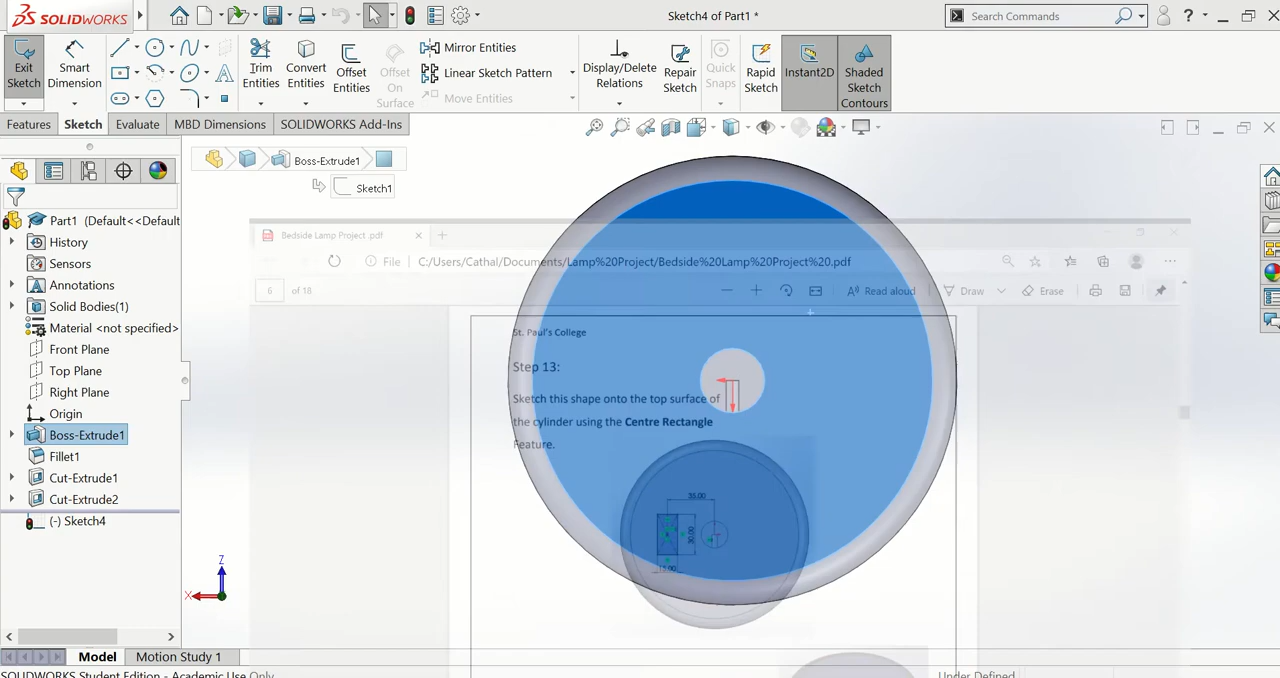 SOLIDWORKS
Sketch4 of Part1 *
Search Commands
Exit Sketch
Smart Dimension
Trim Entities
Convert Entities
Offset Entities
Offset On Surface
Mirror Entities
Linear Sketch Pattern
Move Entities
Display/Delete Relations
Repair Sketch
Quick Snaps
Rapid Sketch
Instant2D
Shaded Sketch Contours
Features
Sketch
Evaluate
MBD Dimensions
SOLIDWORKS Add-Ins
Boss-Extrude1
Sketch1
Part1 (Default<<Default
History
Sensors
Annotations
Solid Bodies(1)
Material <not specified>
Front Plane
Top Plane
Right Plane
Origin
Boss-Extrude1
Fillet1
Cut-Extrude1
Cut-Extrude2
(-) Sketch4
Bedside Lamp Project .pdf
File
C:/Users/Cathal/Documents/Lamp%20Project/Bedside%20Lamp%20Project%20.pdf
6 of 18
Read aloud
Draw
Erase
St. Paul's College
Step 13:
Sketch this shape onto the top surface of
the cylinder using the Centre Rectangle
Feature.
35.00
30.00
15.00
Z
X
Model
Motion Study 1
SOLIDWORKS Student Edition - Academic Use Only
Under Defined